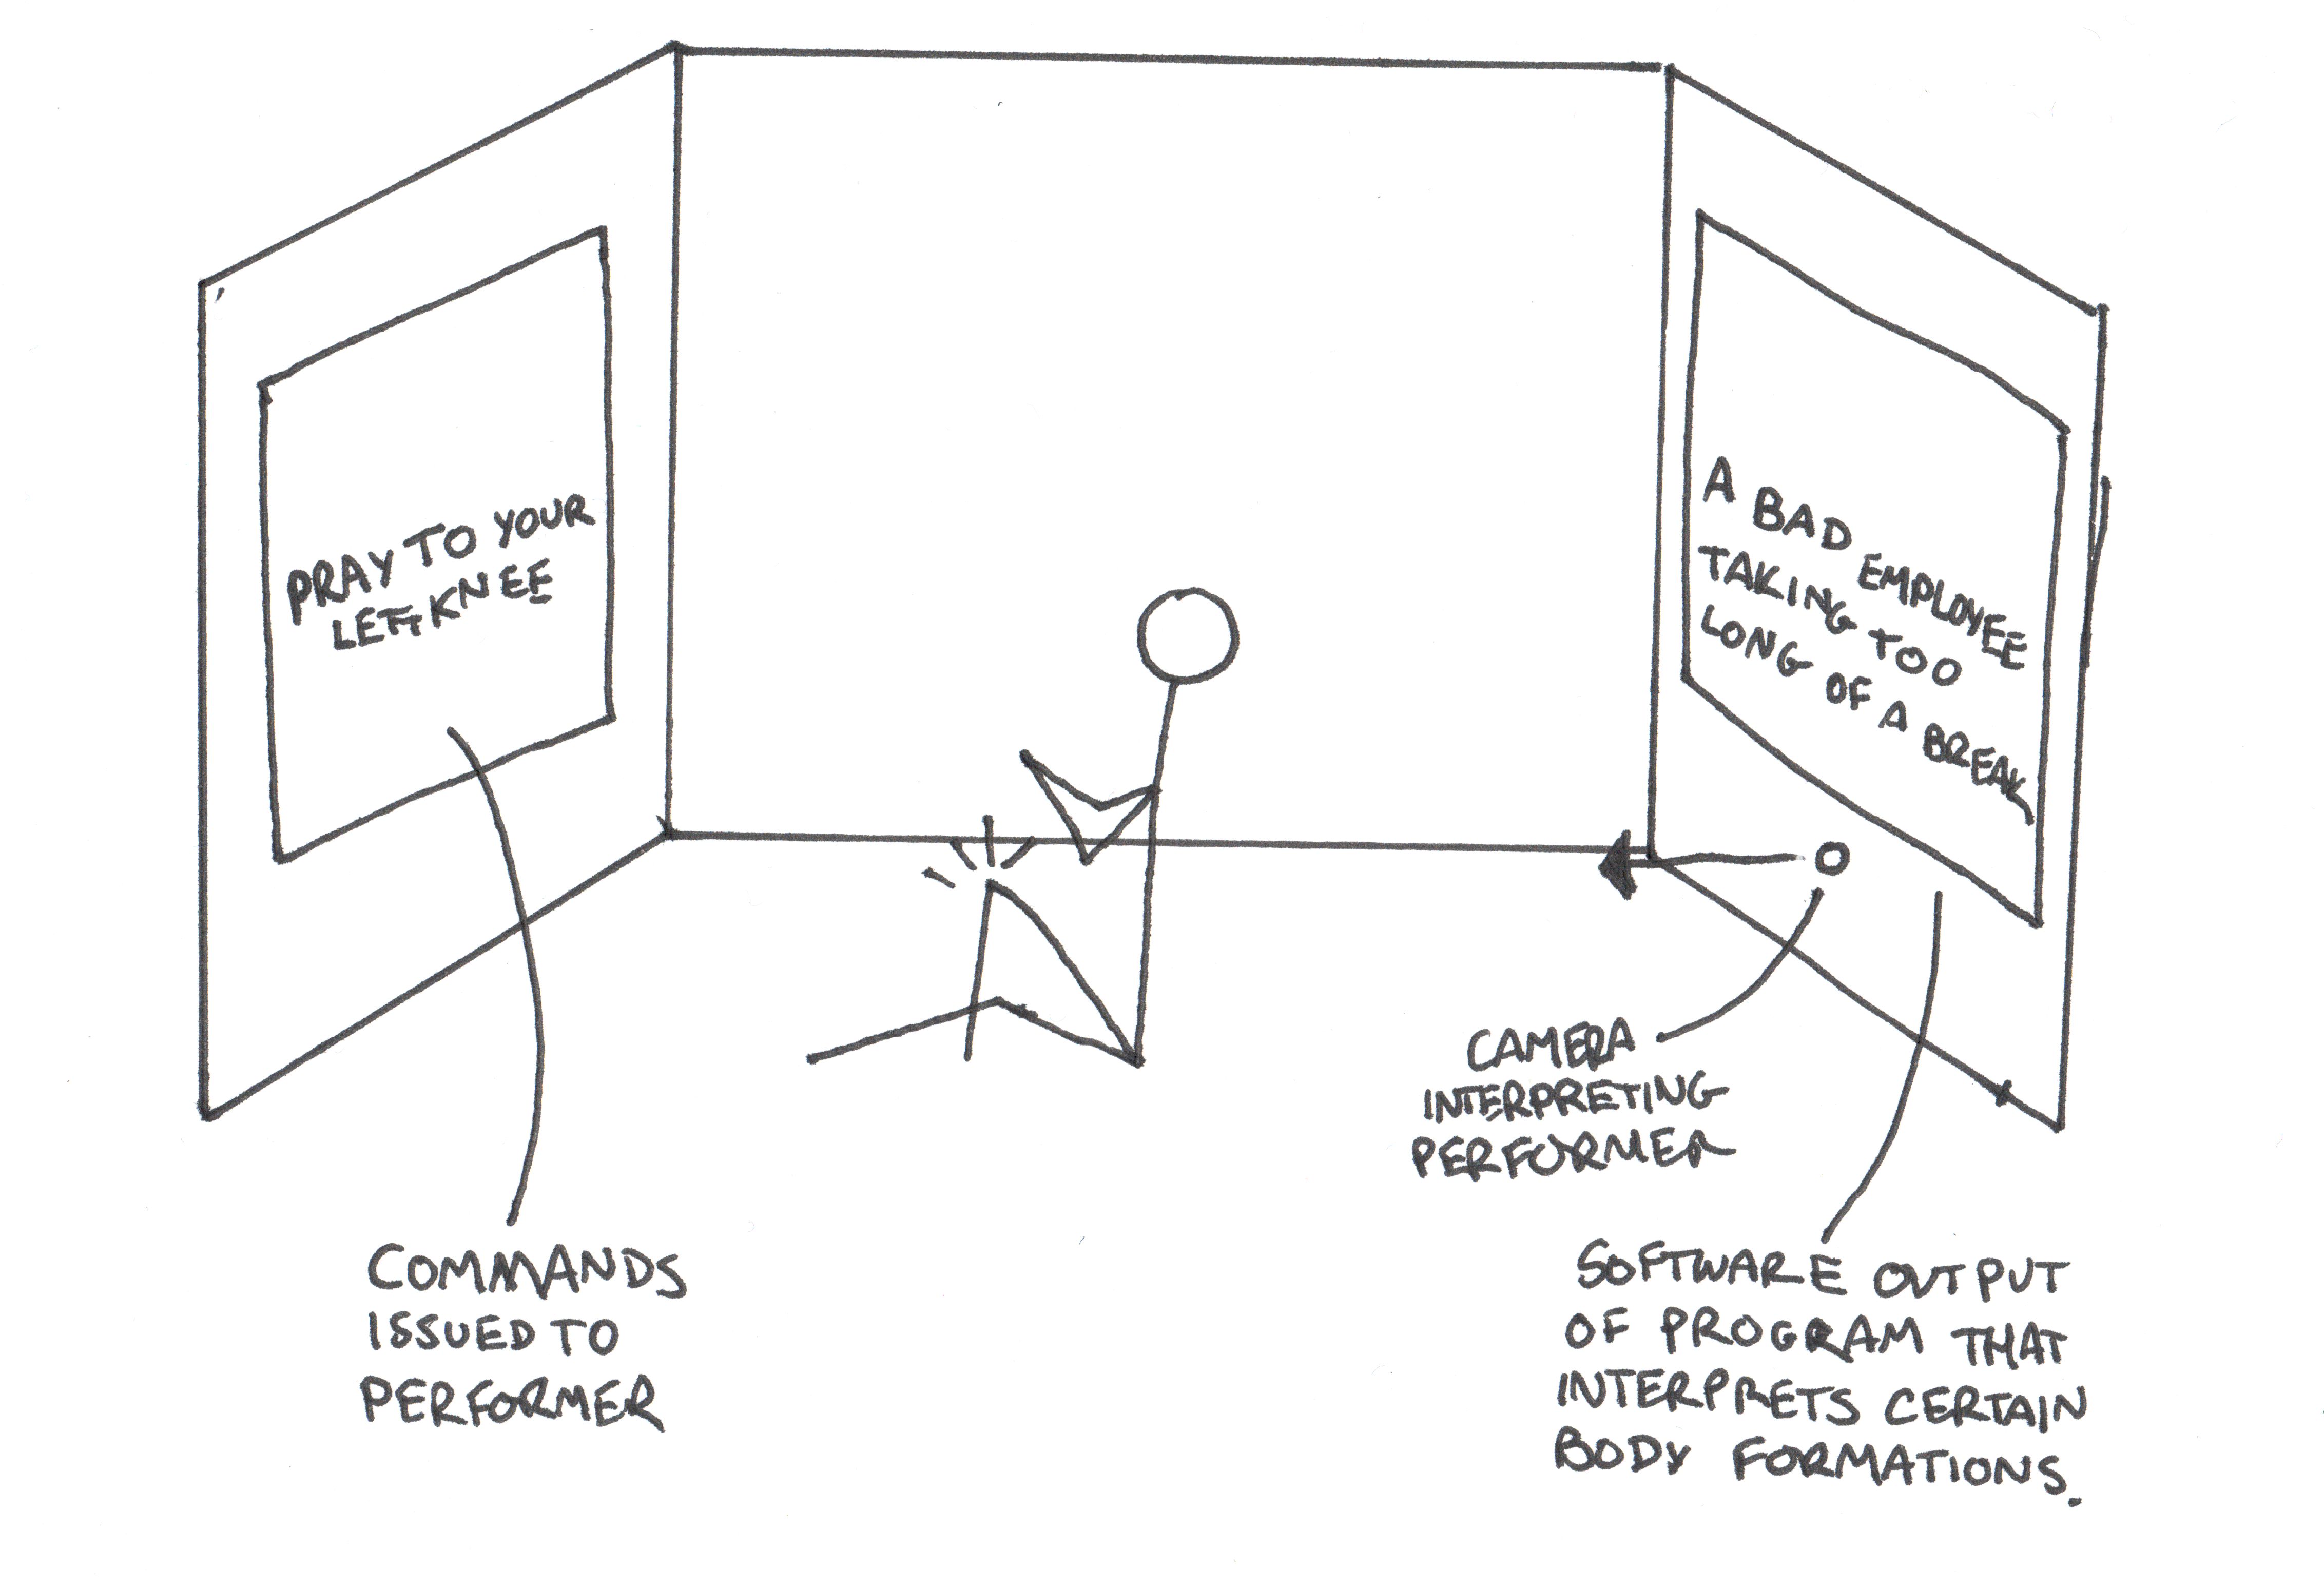 PRAY TO YOUR
LEFT KNEE
A BAD EMPLOYEE
TAKING TOO
LONG OF A BREAK
CAMERA
INTERPRETING
PERFORMER
COMMANDS
ISSUED TO
PERFORMER
SOFTWARE OUTPUT
OF PROGRAM THAT
INTERPRETS CERTAIN
BODY FORMATIONS.